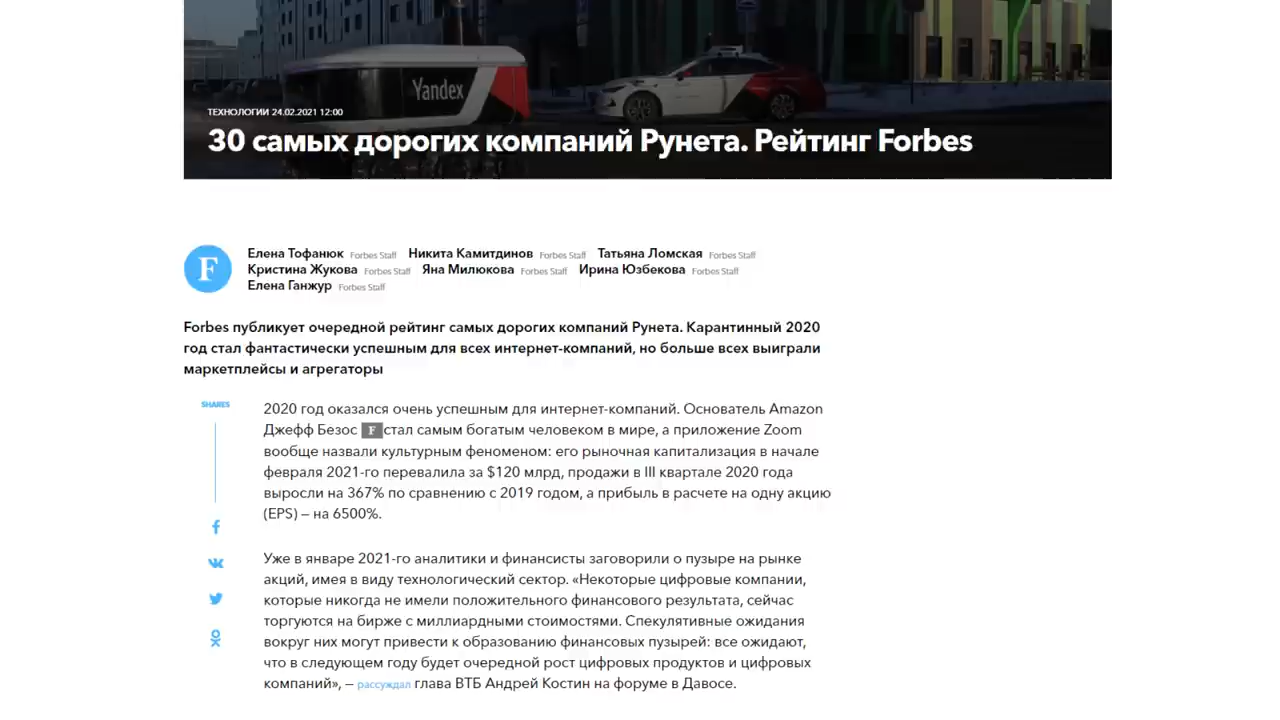 Yandex
ТЕХНОЛОГИИ 24.02.2021 12:00
30 самых дорогих компаний Рунета. Рейтинг Forbes
F
Елена Тофанюк Forbes Staff Никита Камитдинов Forbes Staff Татьяна Ломская Forbes Staff
Кристина Жукова Forbes Staff Яна Милюкова Forbes Staff Ирина Юзбекова Forbes Staff
Елена Ганжур Forbes Staff
Forbes публикует очередной рейтинг самых дорогих компаний Рунета. Карантинный 2020
год стал фантастически успешным для всех интернет-компаний, но больше всех выиграли
маркетплейсы и агрегаторы
SHARES
2020 год оказался очень успешным для интернет-компаний. Основатель Amazon
Джефф Безос F стал самым богатым человеком в мире, а приложение Zoom
вообще назвали культурным феноменом: его рыночная капитализация в начале
февраля 2021-го перевалила за $120 млрд, продажи в III квартале 2020 года
выросли на 367% по сравнению с 2019 годом, а прибыль в расчете на одну акцию
(EPS) — на 6500%.
Уже в январе 2021-го аналитики и финансисты заговорили о пузыре на рынке
акций, имея в виду технологический сектор. «Некоторые цифровые компании,
которые никогда не имели положительного финансового результата, сейчас
торгуются на бирже с миллиардными стоимостями. Спекулятивные ожидания
вокруг них могут привести к образованию финансовых пузырей: все ожидают,
что в следующем году будет очередной рост цифровых продуктов и цифровых
компаний», — рассуждал глава ВТБ Андрей Костин на форуме в Давосе.